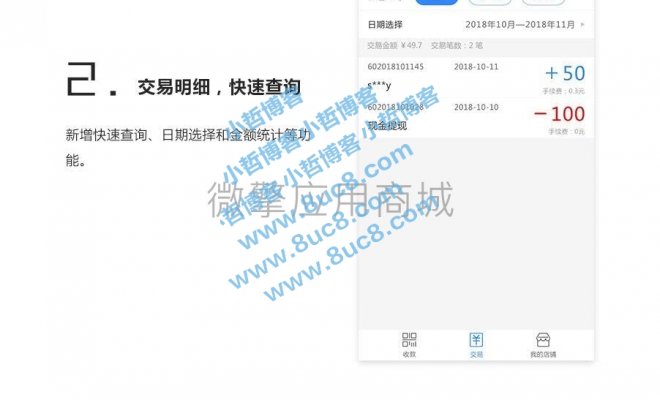 日期选择 2018年10月—2018年11月
交易金额 ¥49.7 交易笔数：2 笔
602018101145 2018-10-11 +50
s***y 手续费：0.3元
2018-10-10 -100
现金提现 手续费：0元
2. 交易明细，快速查询
新增快速查询、日期选择和金额统计等功
能。
微擎应用商城
小哲博客
小哲博客
小哲博客
小哲博客
www.8uc8.com
www.8uc8.com
www.8uc8.com
收款 交易 我的店铺